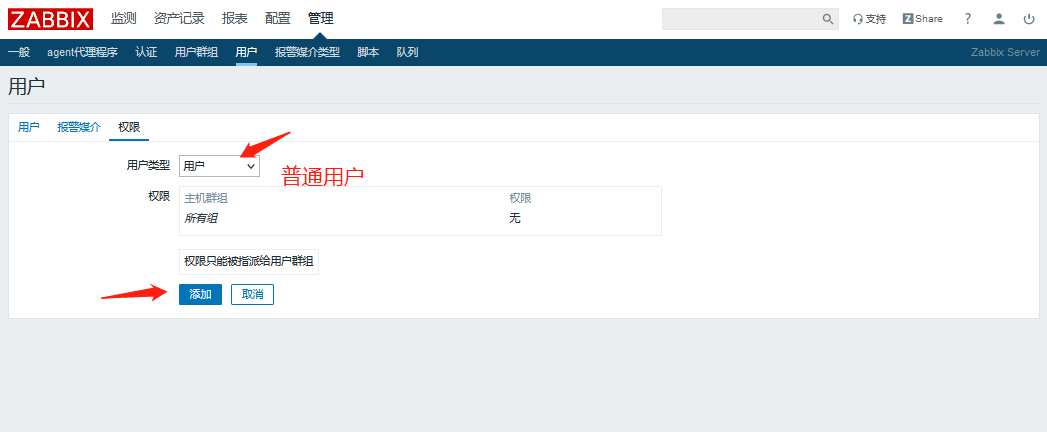 ZABBIX 监测 资产记录 报表 配置 管理 支持 Z Share ?
一般 agent代理程序 认证 用户群组 用户 报警媒介类型 脚本 队列 Zabbix Server
用户
用户 报警媒介 权限
用户类型 用户
普通用户
权限 主机群组 权限
所有组 无
权限只能被指派给用户群组
添加 取消